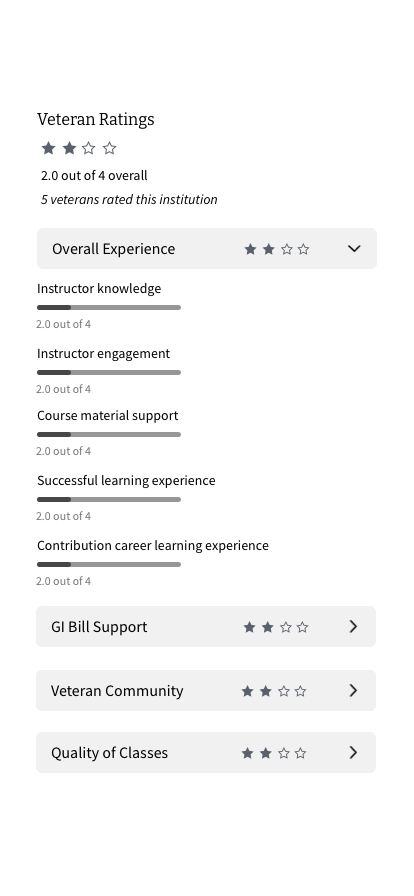 Veteran Ratings
2.0 out of 4 overall
5 veterans rated this institution
Overall Experience
Instructor knowledge
2.0 out of 4
Instructor engagement
2.0 out of 4
Course material support
2.0 out of 4
Successful learning experience
2.0 out of 4
Contribution career learning experience
2.0 out of 4
GI Bill Support
Veteran Community
Quality of Classes